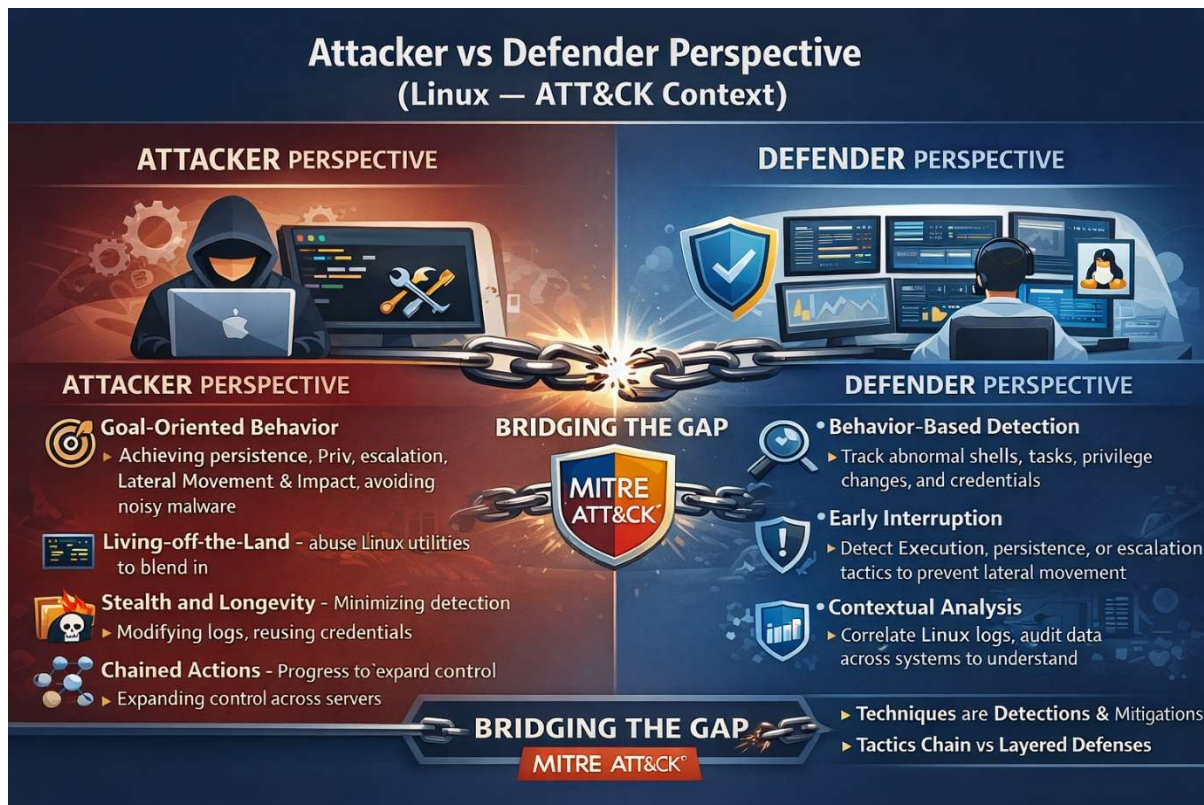 Attacker vs Defender Perspective
(Linux — ATT&CK Context)
ATTACKER PERSPECTIVE
DEFENDER PERSPECTIVE
ATTACKER PERSPECTIVE
Goal-Oriented Behavior
▸ Achieving persistence, Priv, escalation,
Lateral Movement & Impact, avoiding
noisy malware
Living-off-the-Land - abuse Linux utilities
to blend in
Stealth and Longevity - Minimizing detection
▸ Modifying logs, reusing credentials
Chained Actions - Progress to expand control
▸ Expanding control across servers
BRIDGING THE GAP
MITRE
ATT&CK®
DEFENDER PERSPECTIVE
• Behavior-Based Detection
▸ Track abnormal shells, tasks, privilege
changes, and credentials
• Early Interruption
▸ Detect Execution, persistence, or escalation
tactics to prevent lateral movement
• Contextual Analysis
▸ Correlate Linux logs, audit data
across systems to understand
BRIDGING THE GAP
MITRE ATT&CK®
▸ Techniques are Detections & Mitigations
▸ Tactics Chain vs Layered Defenses